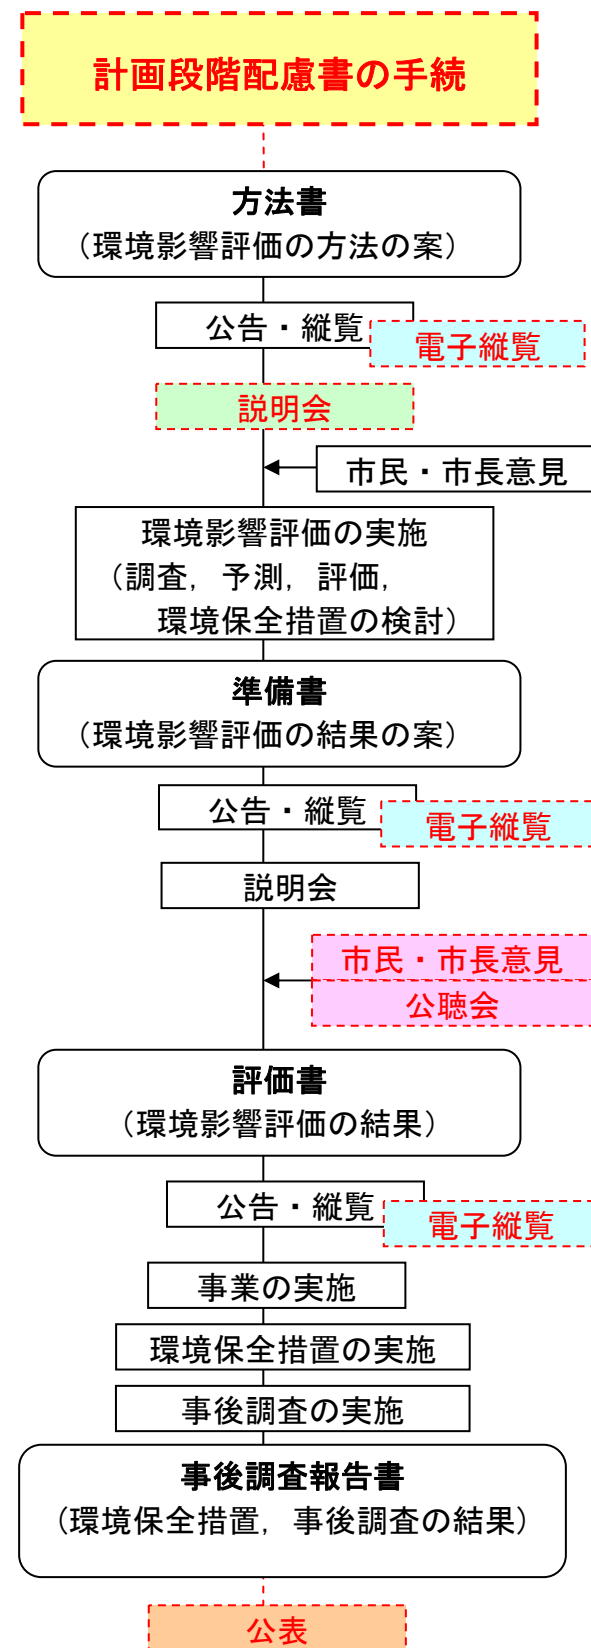 計画段階配慮書の手続
方法書
（環境影響評価の方法の案）
公告・縦覧
電子縦覧
説明会
市民・市長意見
環境影響評価の実施
（調査，予測，評価，
環境保全措置の検討）
準備書
（環境影響評価の結果の案）
公告・縦覧
電子縦覧
説明会
市民・市長意見
公聴会
評価書
（環境影響評価の結果）
公告・縦覧
電子縦覧
事業の実施
環境保全措置の実施
事後調査の実施
事後調査報告書
（環境保全措置，事後調査の結果）
公表